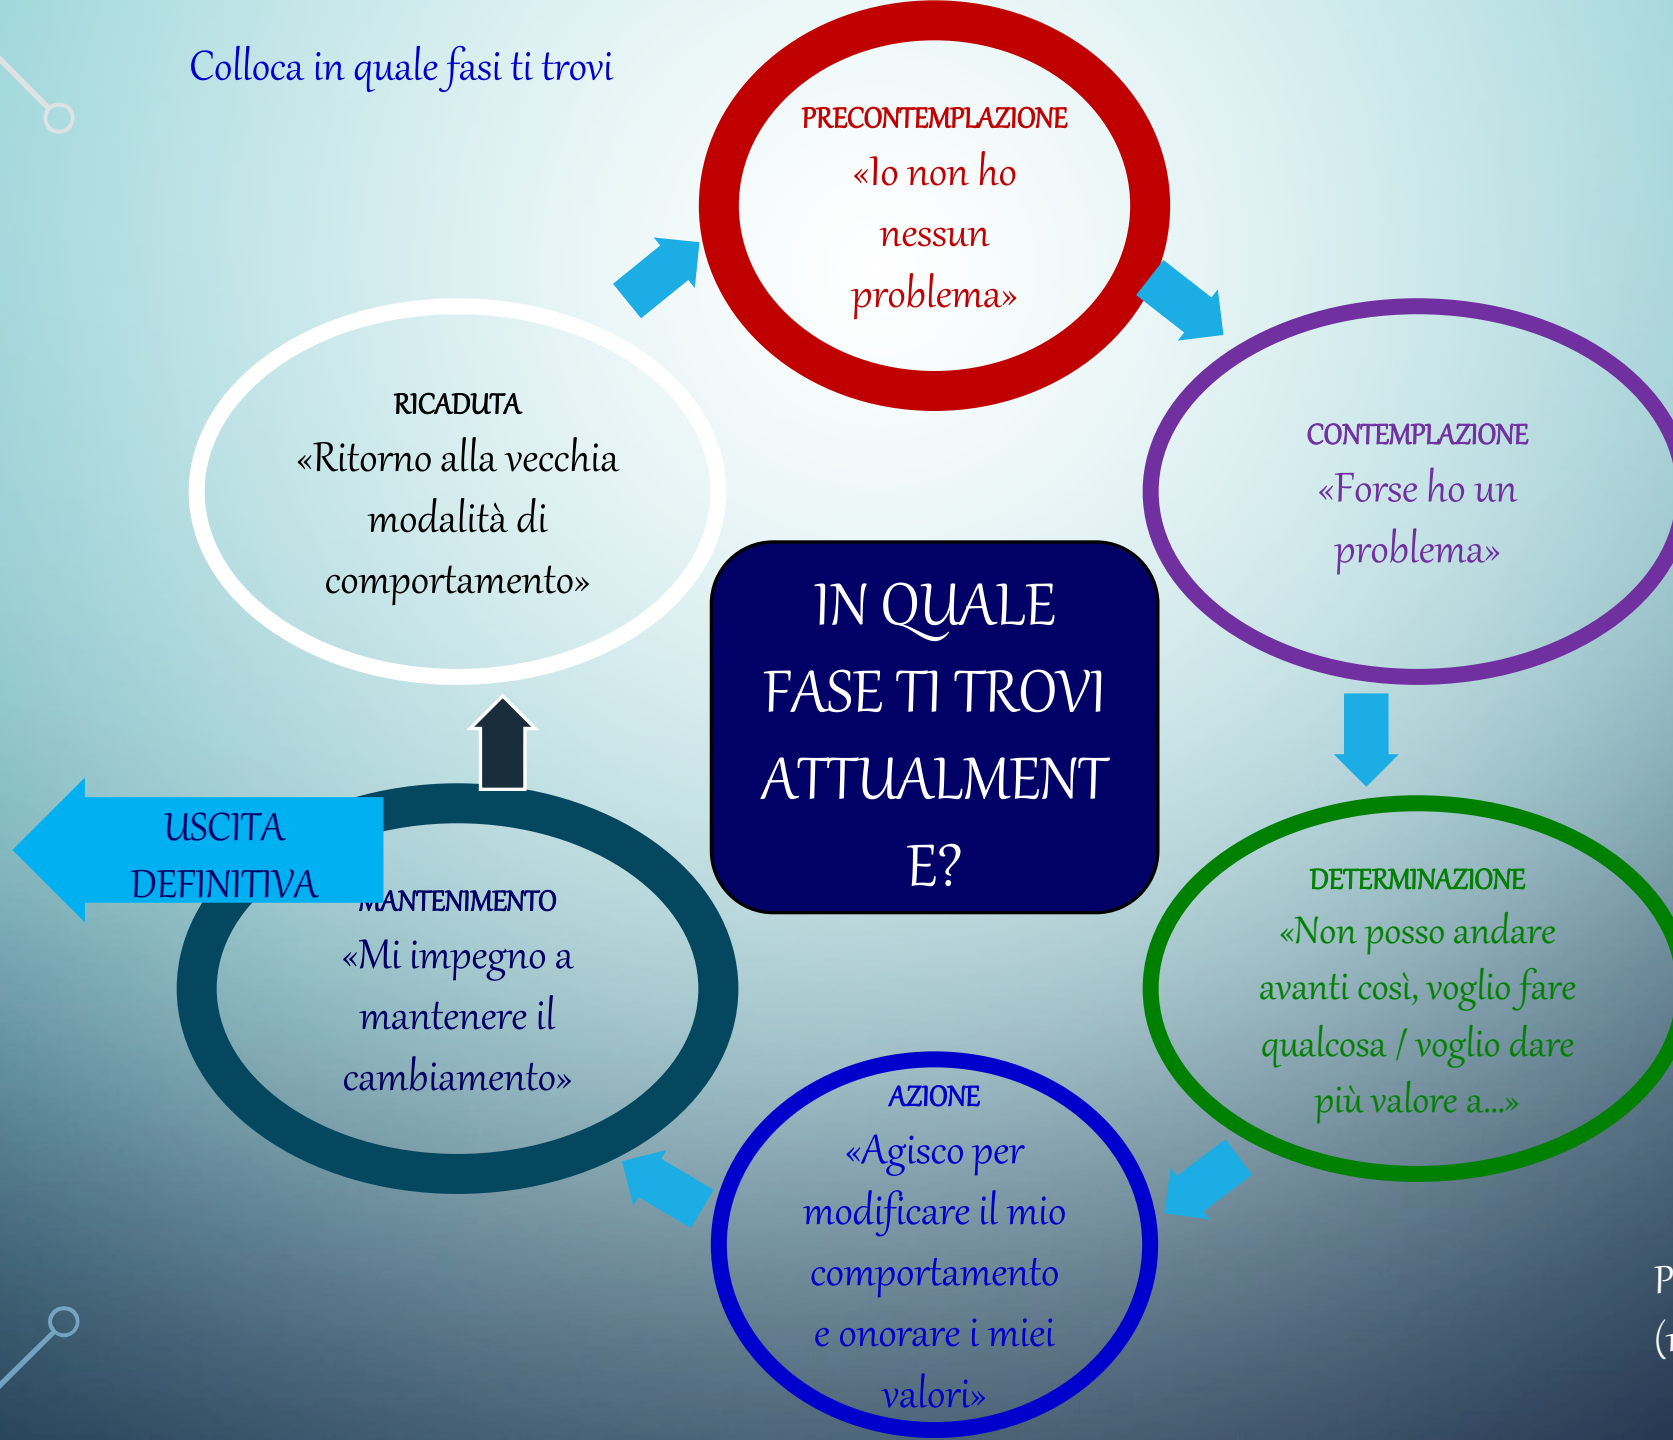 Colloca in quale fasi ti trovi
PRECONTEMPLAZIONE
«Io non ho
nessun
problema»
RICADUTA
«Ritorno alla vecchia
modalità di
comportamento»
CONTEMPLAZIONE
«Forse ho un
problema»
IN QUALE
FASE TI TROVI
ATTUALMENT
E?
USCITA
DEFINITIVA
MANTENIMENTO
«Mi impegno a
mantenere il
cambiamento»
DETERMINAZIONE
«Non posso andare
avanti così, voglio fare
qualcosa / voglio dare
più valore a...»
AZIONE
«Agisco per
modificare il mio
comportamento
e onorare i miei
valori»